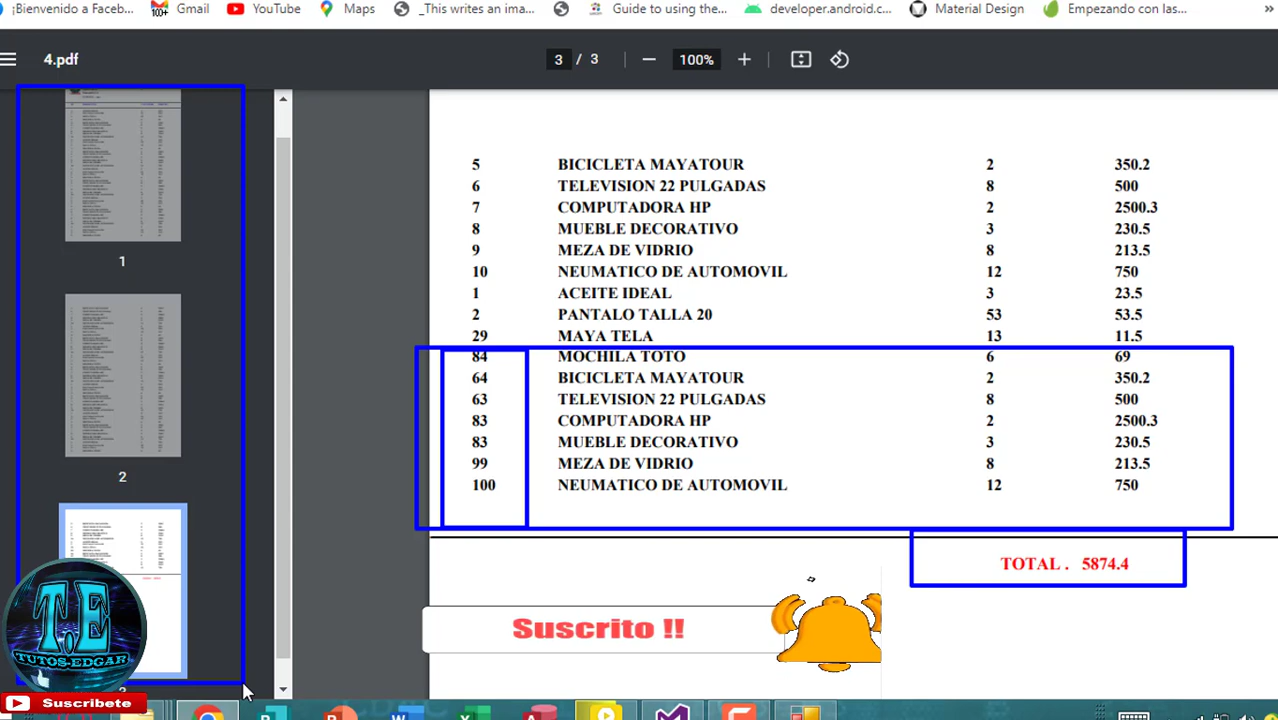 ¡Bienvenido a Faceb...
100+
Gmail
YouTube
Maps
_This writes an ima...
Guide to using the...
developer.android.c...
Material Design
Empezando con las...
»
4.pdf
3 / 3
— 100% +
1
2
5 BICICLETA MAYATOUR 2 350.2
6 TELEVISION 22 PULGADAS 8 500
7 COMPUTADORA HP 2 2500.3
8 MUEBLE DECORATIVO 3 230.5
9 MEZA DE VIDRIO 8 213.5
10 NEUMATICO DE AUTOMOVIL 12 750
1 ACEITE IDEAL 3 23.5
2 PANTALO TALLA 20 53 53.5
29 MAYA TELA 13 11.5
84 MOCHILA TOTO 6 69
64 BICICLETA MAYATOUR 2 350.2
63 TELEVISION 22 PULGADAS 8 500
83 COMPUTADORA HP 2 2500.3
83 MUEBLE DECORATIVO 3 230.5
99 MEZA DE VIDRIO 8 213.5
100 NEUMATICO DE AUTOMOVIL 12 750
TOTAL . 5874.4
Suscrito !!
T.E
TUTOS-EDGAR
Suscribete